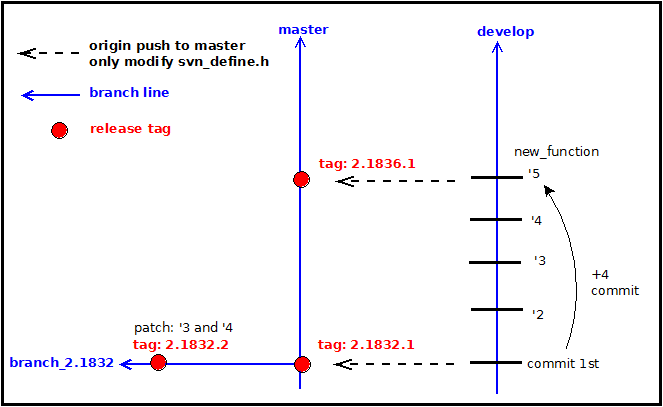 master
develop
origin push to master
only modify svn_define.h
branch line
release tag
new_function
tag: 2.1836.1
'5
'4
'3
+4
commit
'2
patch: '3 and '4
tag: 2.1832.2
tag: 2.1832.1
branch_2.1832
commit 1st